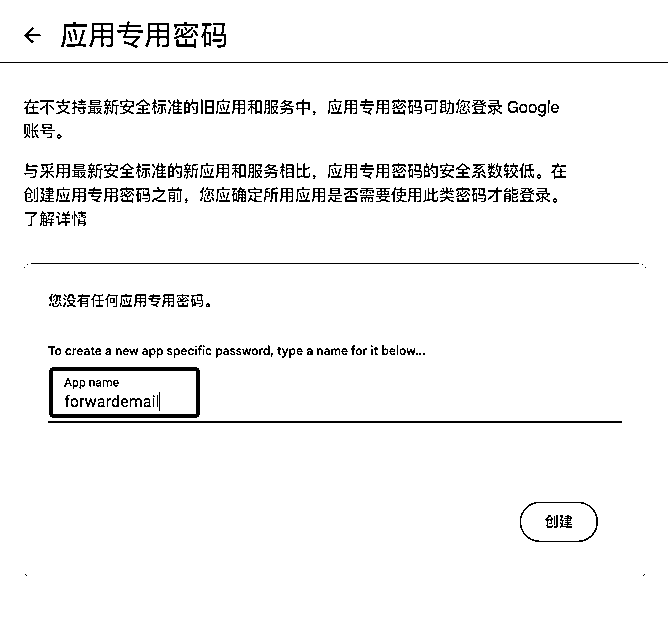 应用专用密码
在不支持最新安全标准的旧应用和服务中，应用专用密码可助您登录 Google
账号。
与采用最新安全标准的新应用和服务相比，应用专用密码的安全系数较低。在
创建应用专用密码之前，您应确定所用应用是否需要使用此类密码才能登录。
了解详情
您没有任何应用专用密码。
To create a new app specific password, type a name for it below...
App name
forwardemail
创建